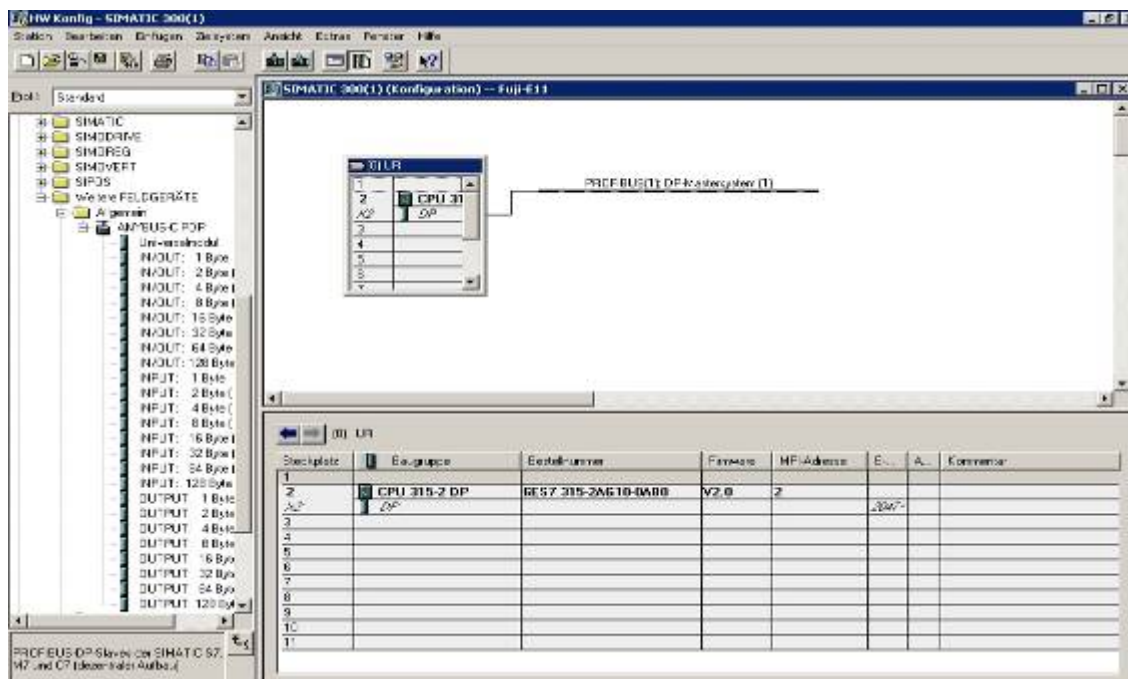 HW Konfig - SIMATIC 300(1)
Station Bearbeiten Einfügen Zielsystem Ansicht Extras Fenster Hilfe
Profil: Standard
SIMATIC
SIMODRIVE
SIMOREG
SIMOVERT
SIPOS
Weitere FELDGERÄTE
Allgemein
ANYBUS-C PDP
Universalmodul
IN/OUT: 1 Byte
IN/OUT: 2 Byte
IN/OUT: 4 Byte
IN/OUT: 8 Byte
IN/OUT: 16 Byte
IN/OUT: 32 Byte
IN/OUT: 64 Byte
IN/OUT: 128 Byte
INPUT: 1 Byte
INPUT: 2 Byte (
INPUT: 4 Byte (
INPUT: 8 Byte (
INPUT: 16 Byte
INPUT: 32 Byte
INPUT: 64 Byte
INPUT: 128 Byte
OUTPUT 1 Byte
OUTPUT 2 Byte
OUTPUT 4 Byte
OUTPUT 8 Byte
OUTPUT 16 Byt
OUTPUT 32 Byt
OUTPUT 64 Byt
OUTPUT 128 Byt
PROFIBUS-DP-Slaves der SIMATIC S7,
M7 und C7 (dezentraler Aufbau)
SIMATIC 300(1) (Konfiguration) -- Fuji-E11
(0) UR
1
2 CPU 31
X2 DP
3
4
5
6
7
PROFIBUS(1): DP-Mastersystem (1)
(0) UR
Steckplatz Baugruppe Bestellnummer Firmware MPI-Adresse E... A... Kommentar
1
2 CPU 315-2 DP 6ES7 315-2AG10-0AB0 V2.0 2
X2 DP 2047*
3
4
5
6
7
8
9
10
11